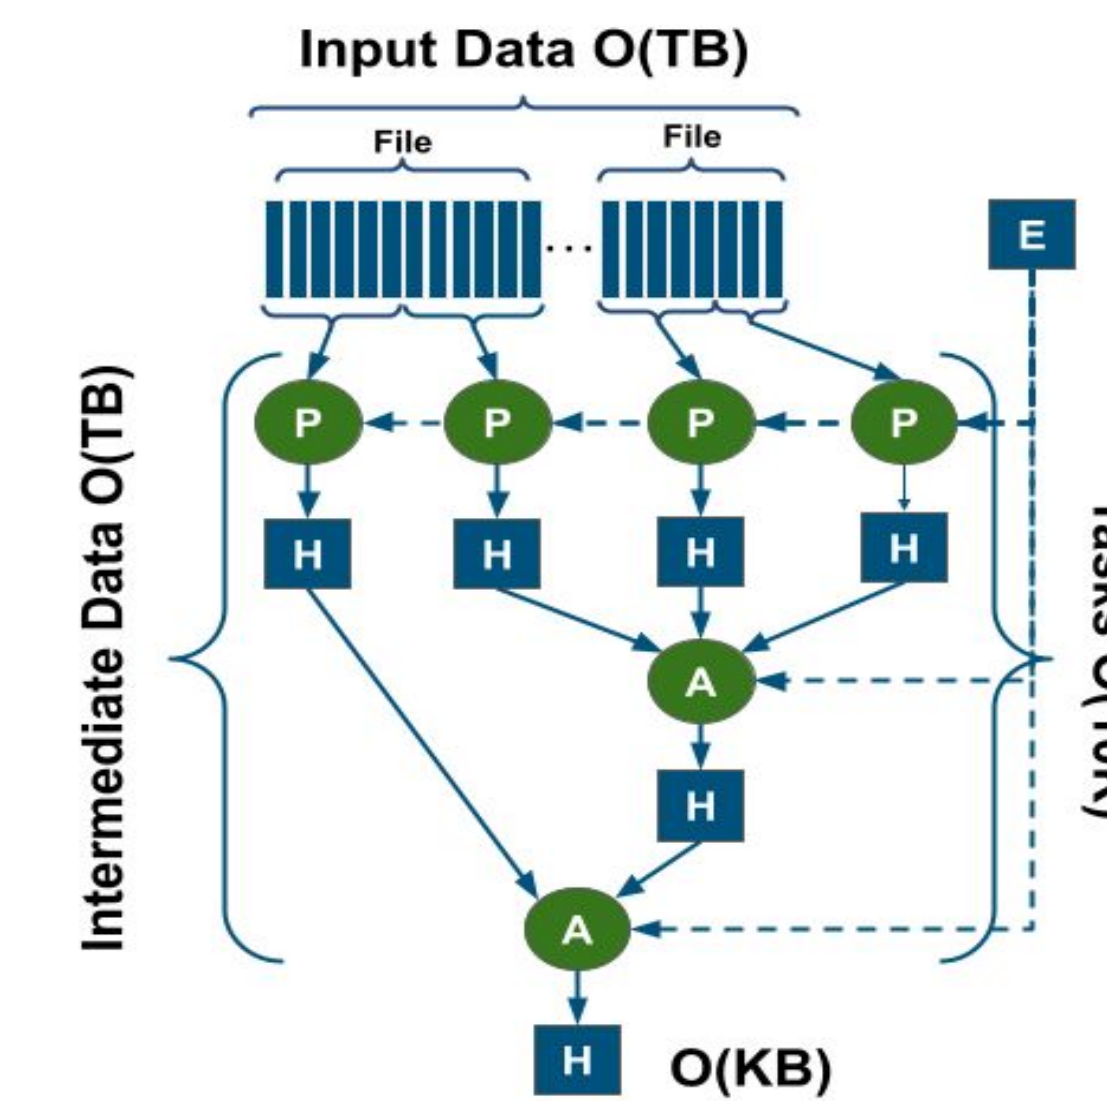 Input Data O(TB)
File
File
...
E
P
P
P
P
H
H
H
H
Intermediate Data O(TB)
A
H
A
H
O(KB)